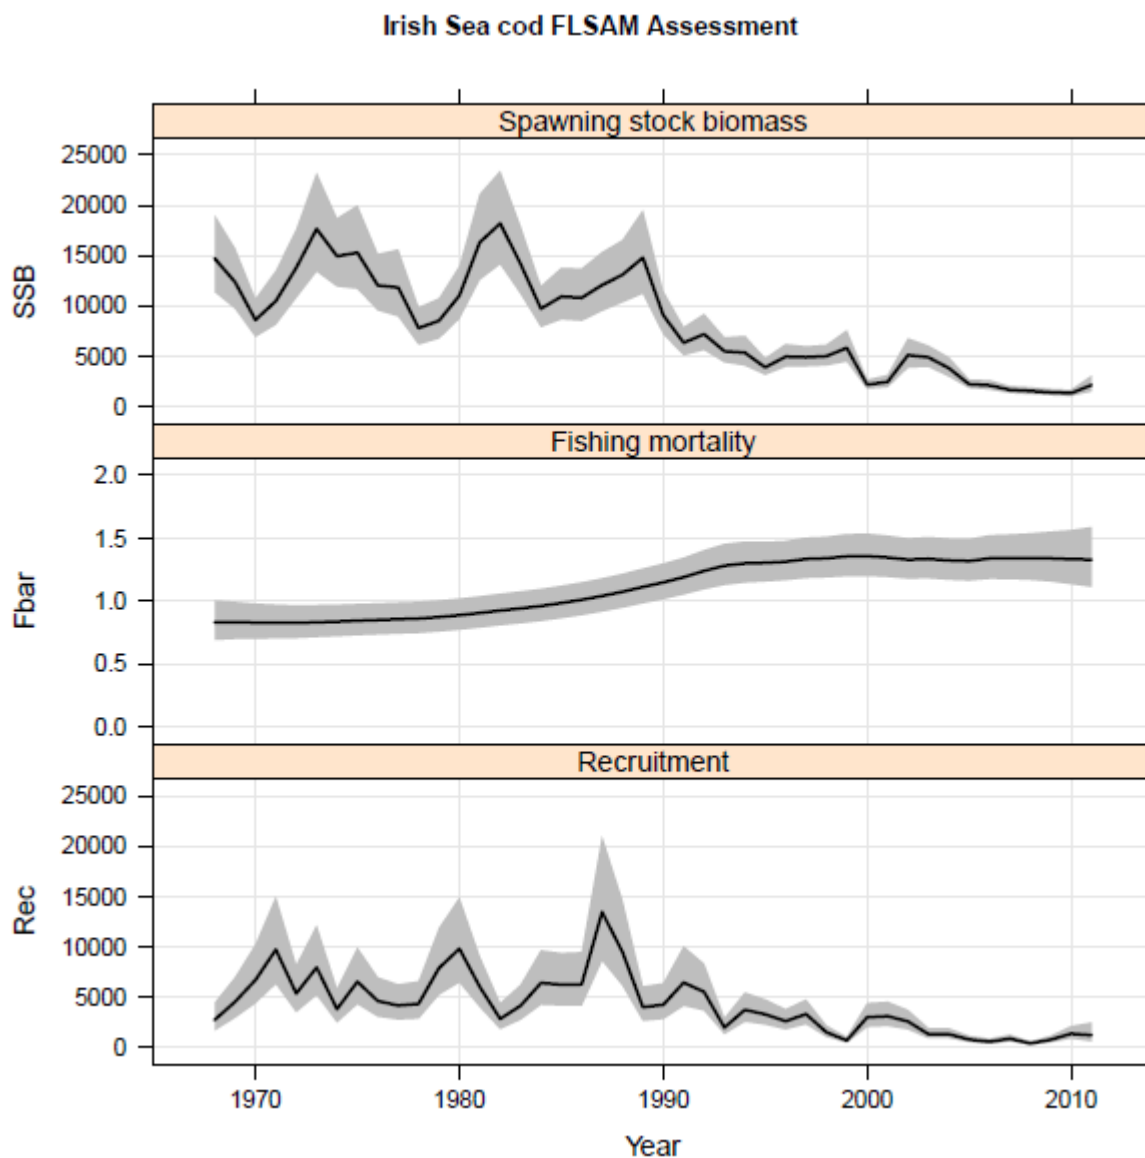 Irish Sea cod FLSAM Assessment
Spawning stock biomass
25000
20000
15000
10000
5000
0
SSB
Fishing mortality
2.0
1.5
1.0
0.5
0.0
Fbar
Recruitment
25000
20000
15000
10000
5000
0
Rec
1970 1980 1990 2000 2010
Year